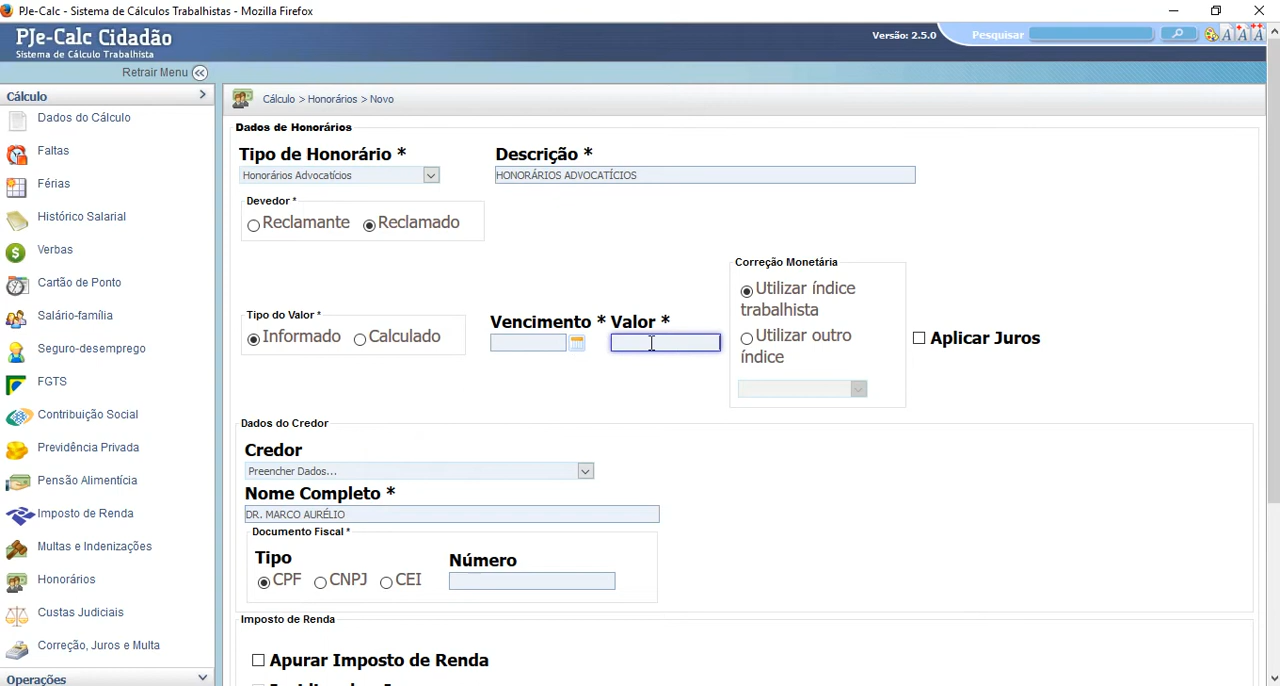 PJe-Calc - Sistema de Cálculos Trabalhistas - Mozilla Firefox
PJe-Calc Cidadão
Sistema de Cálculo Trabalhista
Versão: 2.5.0
Pesquisar
A A A
Retrair Menu
Cálculo
Dados do Cálculo
Faltas
Férias
Histórico Salarial
Verbas
Cartão de Ponto
Salário-família
Seguro-desemprego
FGTS
Contribuição Social
Previdência Privada
Pensão Alimentícia
Imposto de Renda
Multas e Indenizações
Honorários
Custas Judiciais
Correção, Juros e Multa
Operações
Cálculo > Honorários > Novo
Dados de Honorários
Tipo de Honorário * Descrição *
Honorários Advocatícios HONORÁRIOS ADVOCATÍCIOS
Devedor *
Reclamante Reclamado
Correção Monetária
Utilizar índice
trabalhista
Utilizar outro
índice
Tipo do Valor *
Informado Calculado
Vencimento * Valor *
Aplicar Juros
Dados do Credor
Credor
Preencher Dados...
Nome Completo *
DR. MARCO AURÉLIO
Documento Fiscal *
Tipo Número
CPF CNPJ CEI
Imposto de Renda
Apurar Imposto de Renda